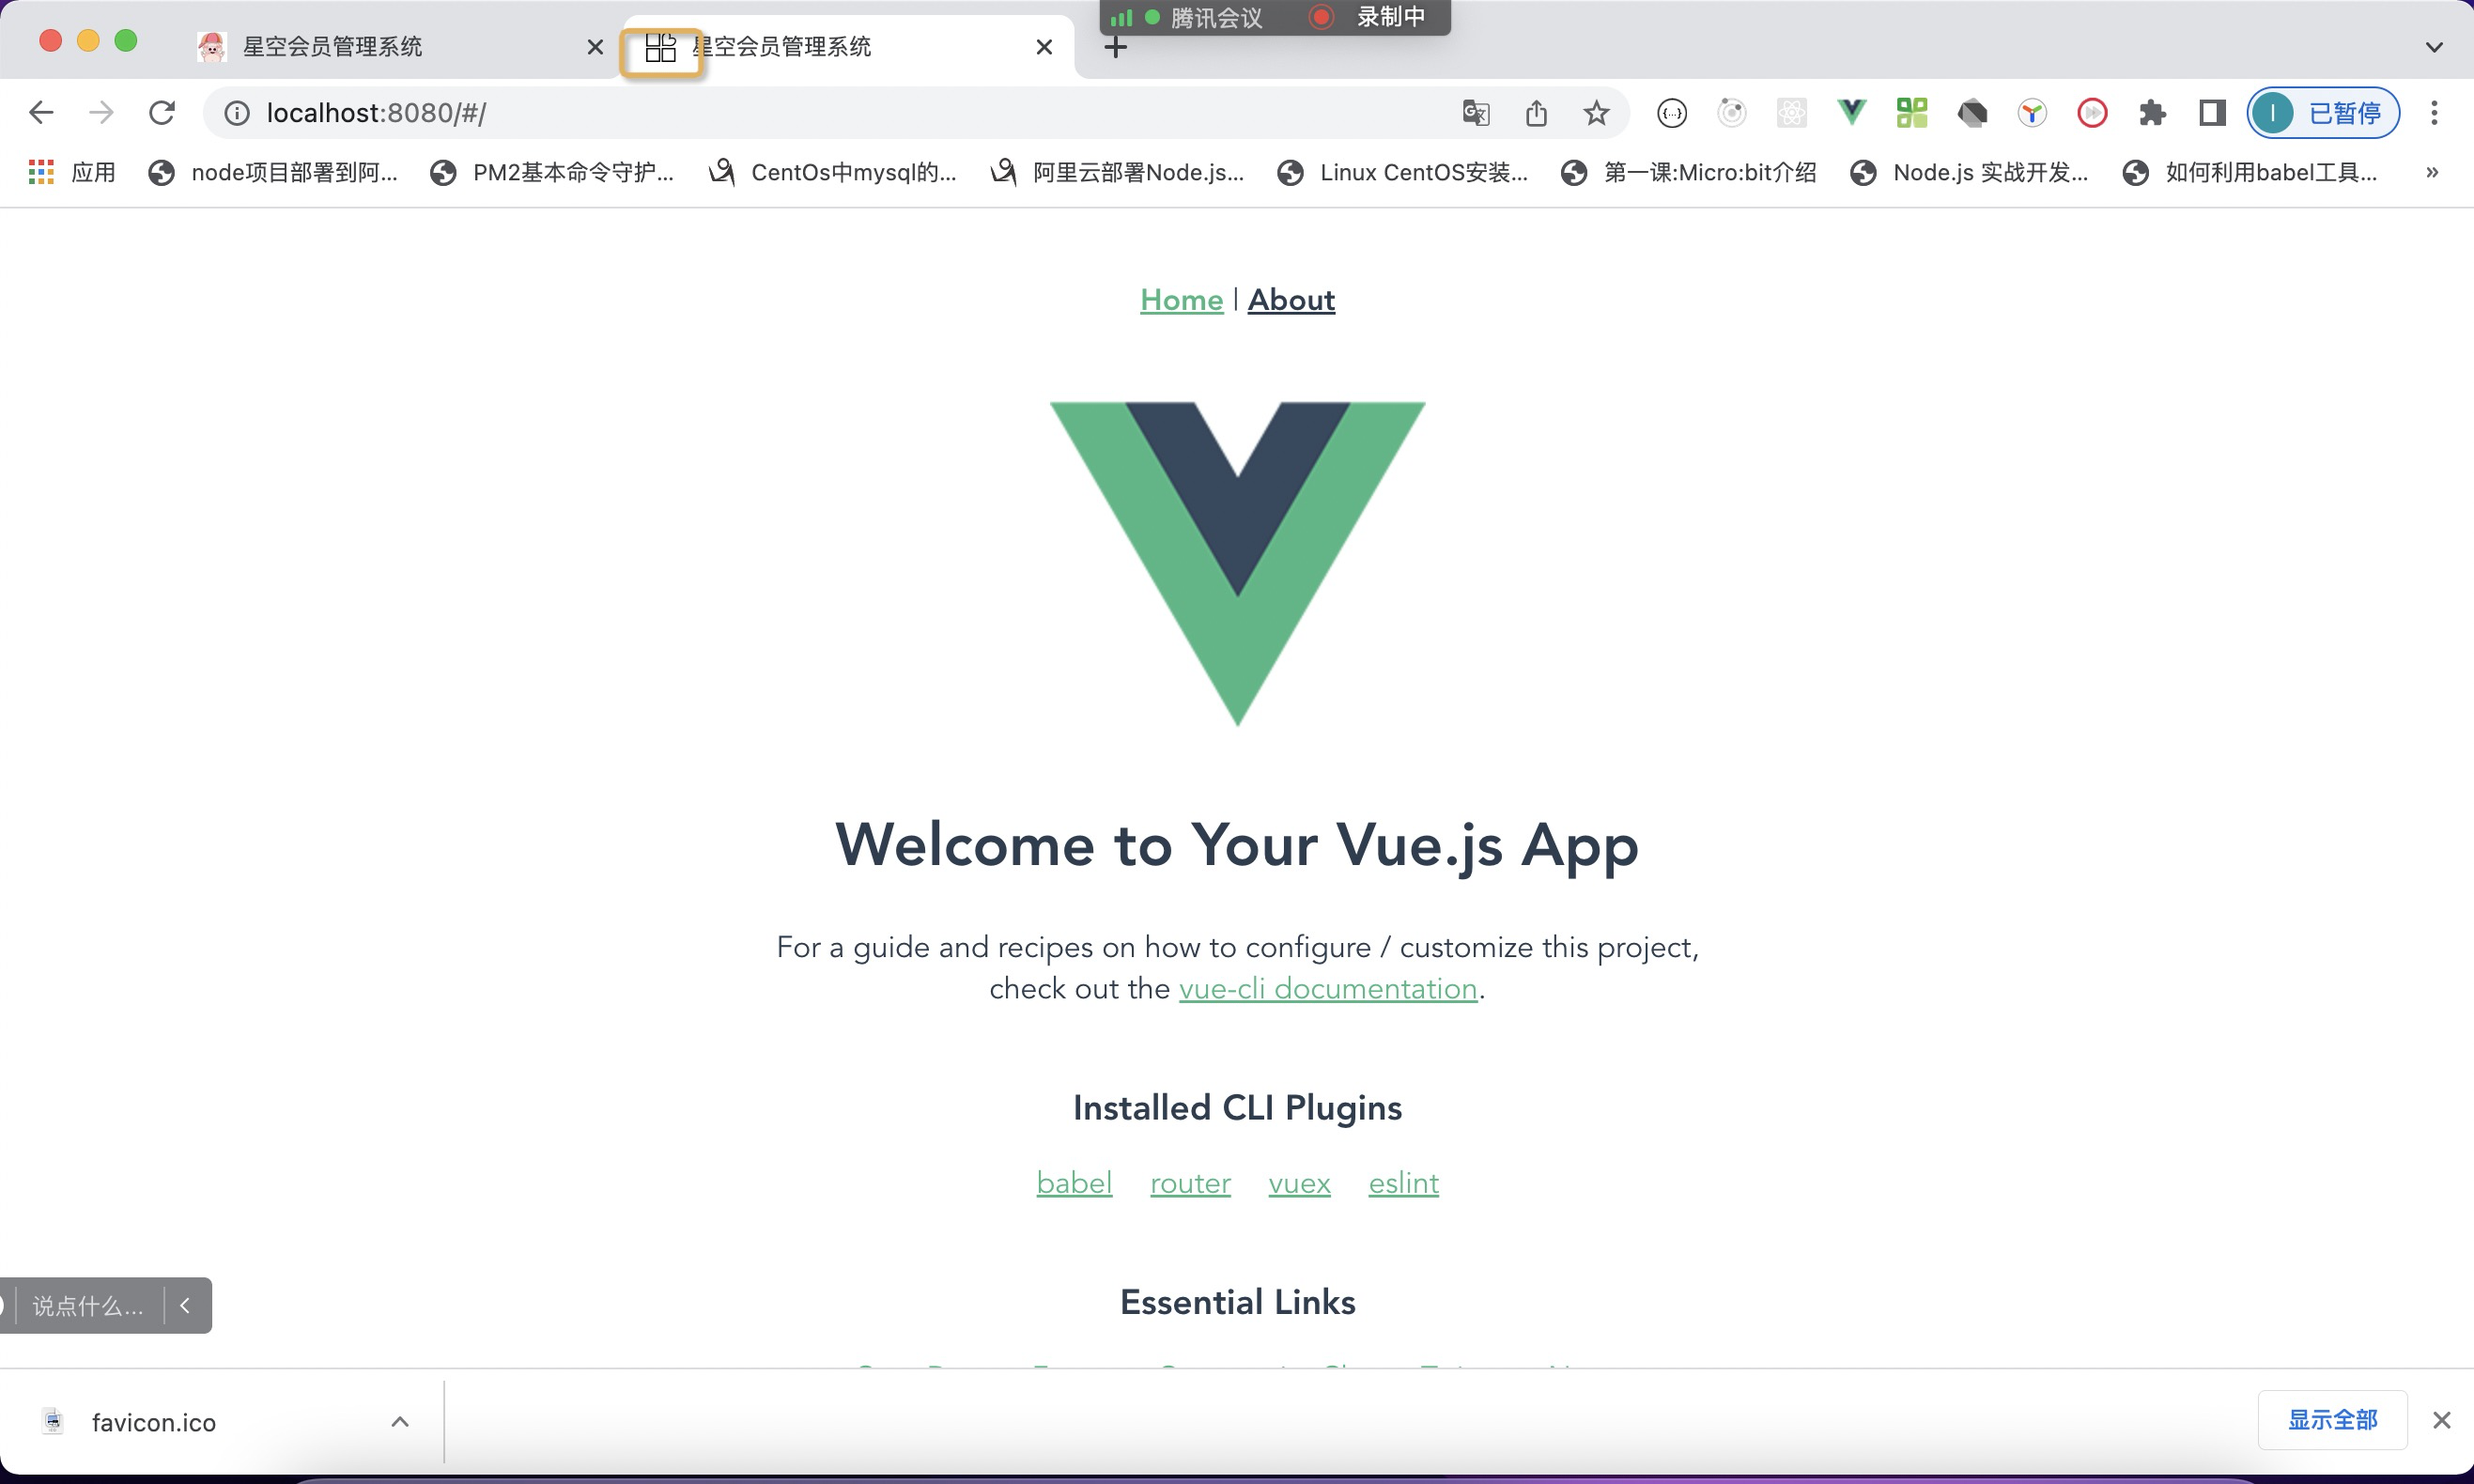 腾讯会议 录制中
星空会员管理系统
星空会员管理系统
localhost:8080/#/
已暂停
应用
node项目部署到阿...
PM2基本命令守护...
CentOs中mysql的...
阿里云部署Node.js...
Linux CentOS安装...
第一课:Micro:bit介绍
Node.js 实战开发...
如何利用babel工具...
Home | About
Welcome to Your Vue.js App
For a guide and recipes on how to configure / customize this project,
check out the vue-cli documentation.
Installed CLI Plugins
babel router vuex eslint
说点什么...
Essential Links
favicon.ico
显示全部